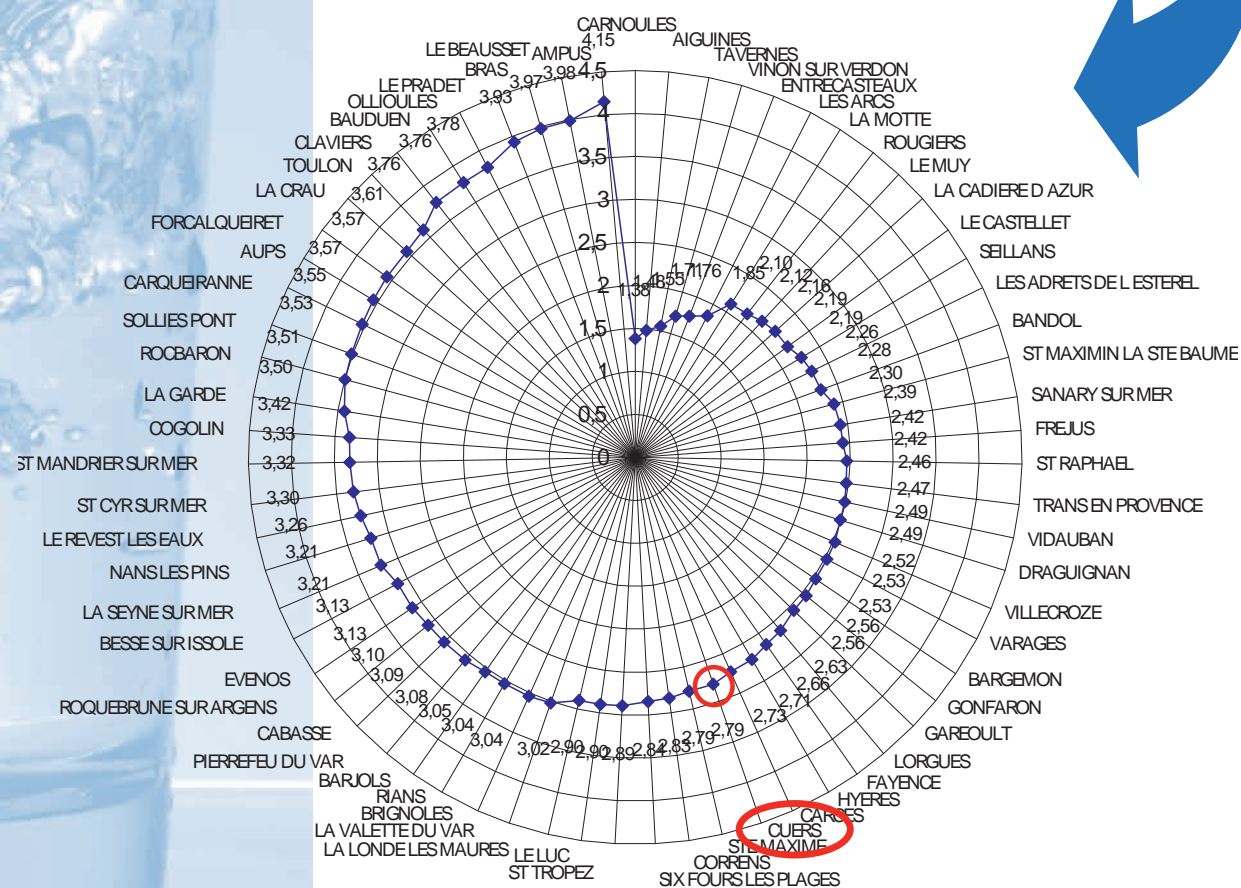 CARNOULES
4,15
AIGUINES
TAVERNES
VINON SUR VERDON
ENTRECASTEAUX
LES ARCS
LA MOTTE
ROUGIERS
LE MUY
LA CADIERE D AZUR
LE CASTELLET
SEILLANS
LES ADRETS DE L ESTEREL
BANDOL
ST MAXIMIN LA STE BAUME
SANARY SUR MER
FREJUS
ST RAPHAEL
TRANS EN PROVENCE
VIDAUBAN
DRAGUIGNAN
VILLECROZE
VARAGES
BARGEMON
GONFARON
GAREOULT
LORGUES
FAYENCE
HYERES
CARCES
CUERS
STE MAXIME
CORRENS
SIX FOURS LES PLAGES
ST TROPEZ
LE LUC
LA LONDE LES MAURES
LA VALETTE DU VAR
BRIGNOLES
RIANS
BARJOLS
PIERREFEU DU VAR
CABASSE
ROQUEBRUNE SUR ARGENS
EVENOS
BESSE SUR ISSOLE
LA SEYNE SUR MER
NANS LES PINS
LE REVEST LES EAUX
ST CYR SUR MER
ST MANDRIER SUR MER
COGOLIN
LA GARDE
ROCBARON
SOLLIES PONT
CARQUEIRANNE
AUPS
FORCALQUEIRET
LA CRAU
TOULON
CLAVIERS
BAUDUEN
OLLIOULES
LE PRADET
BRAS
LE BEAUSSET
AMPUS
4,5
4
3,5
3
2,5
2
1,5
1
0,5
0
1,38
1,48
1,55
1,71
1,76
1,85
2,10
2,12
2,16
2,19
2,19
2,26
2,28
2,30
2,39
2,42
2,42
2,46
2,47
2,49
2,49
2,52
2,53
2,53
2,56
2,56
2,63
2,66
2,71
2,73
2,79
2,79
2,83
2,84
2,89
2,90
2,90
3,02
3,04
3,04
3,05
3,08
3,09
3,10
3,13
3,13
3,21
3,21
3,26
3,30
3,32
3,33
3,42
3,50
3,51
3,53
3,55
3,57
3,57
3,61
3,76
3,76
3,78
3,93
3,97
3,98